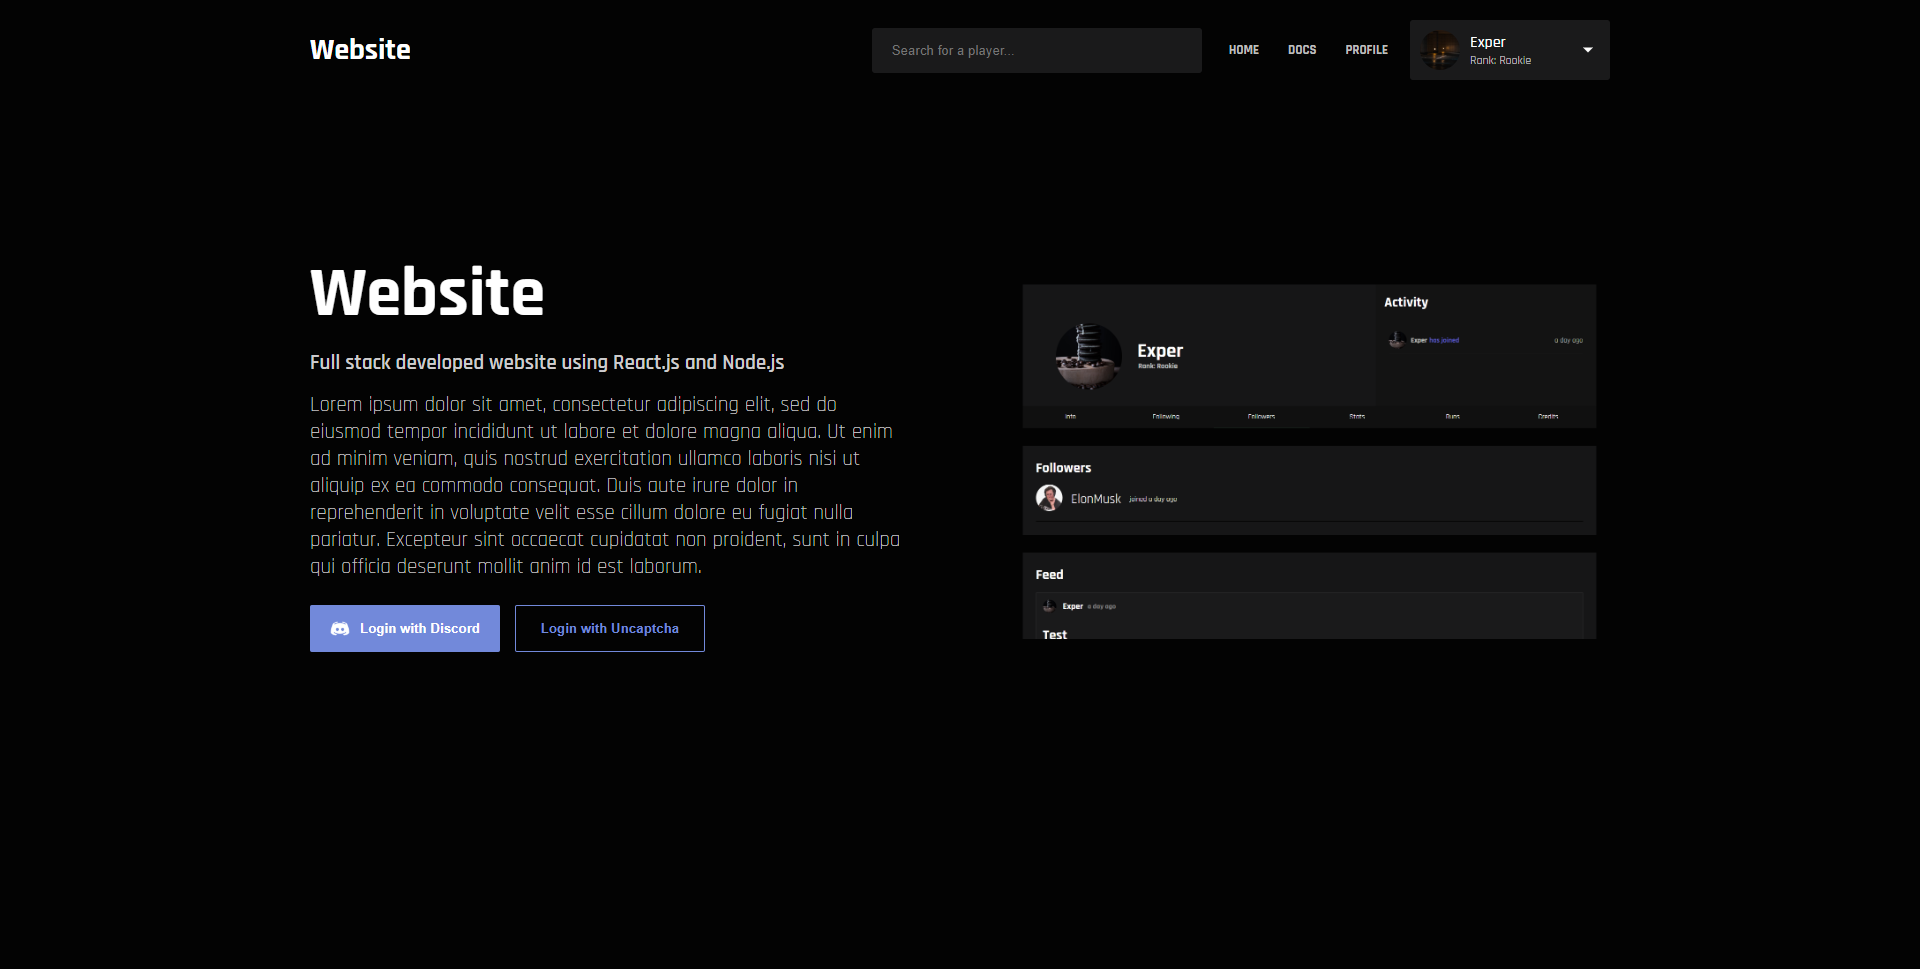 Website
Search for a player...
HOME
DOCS
PROFILE
Exper
Rank: Rookie
Website
Full stack developed website using React.js and Node.js
Lorem ipsum dolor sit amet, consectetur adipiscing elit, sed do
eiusmod tempor incididunt ut labore et dolore magna aliqua. Ut enim
ad minim veniam, quis nostrud exercitation ullamco laboris nisi ut
aliquip ex ea commodo consequat. Duis aute irure dolor in
reprehenderit in voluptate velit esse cillum dolore eu fugiat nulla
pariatur. Excepteur sint occaecat cupidatat non proident, sunt in culpa
qui officia deserunt mollit anim id est laborum.
Login with Discord
Login with Uncaptcha
Exper
Rank: Rookie
Activity
Exper has joined
a day ago
Info
Following
Followers
Stats
Runs
Credits
Followers
ElonMusk joined a day ago
Feed
Exper a day ago
Test